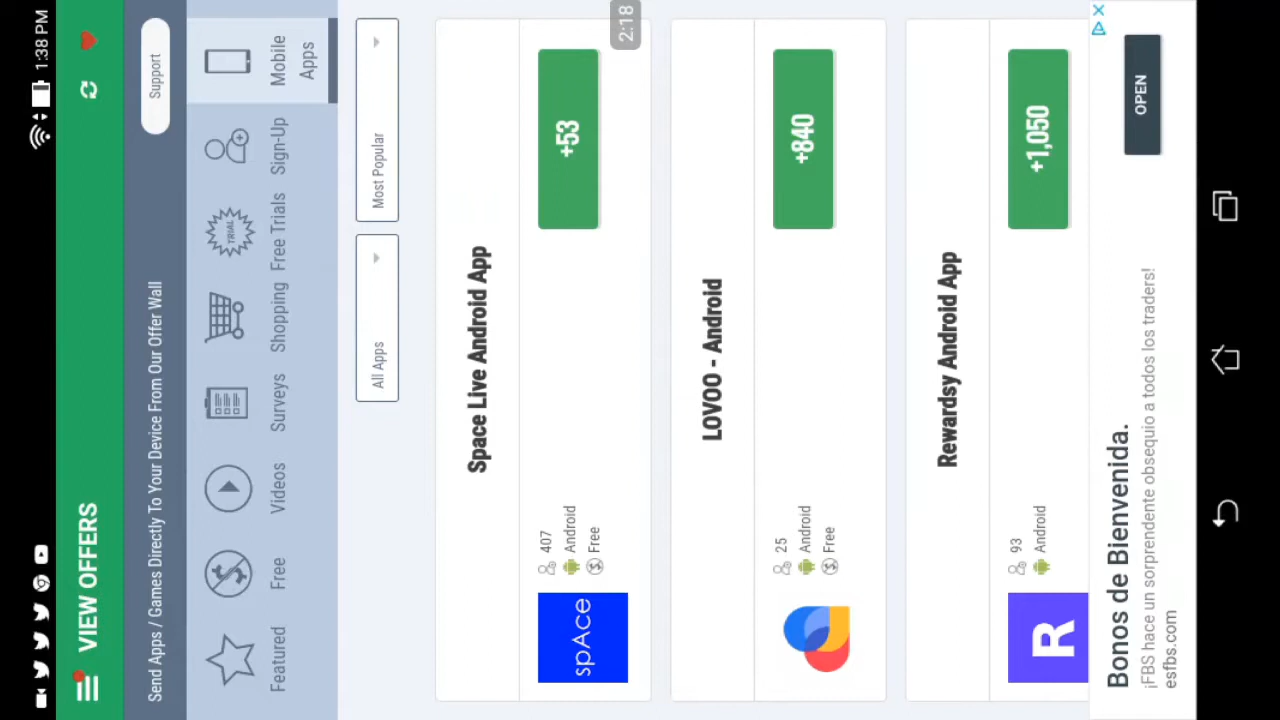 1:38 PM
VIEW OFFERS
Send Apps / Games Directly To Your Device From Our Offer Wall
Support
Featured
Free
Videos
Surveys
Shopping
TRIAL
Free Trials
Sign-Up
Mobile
Apps
All Apps
Most Popular
Space Live Android App
spAce
407
Android
Free
+53
2:18
LOVOO - Android
25
Android
Free
+840
Rewardsy Android App
R
93
Android
+1,050
Bonos de Bienvenida.
¡FBS hace un sorprendente obsequio a todos los traders!
esfbs.com
OPEN